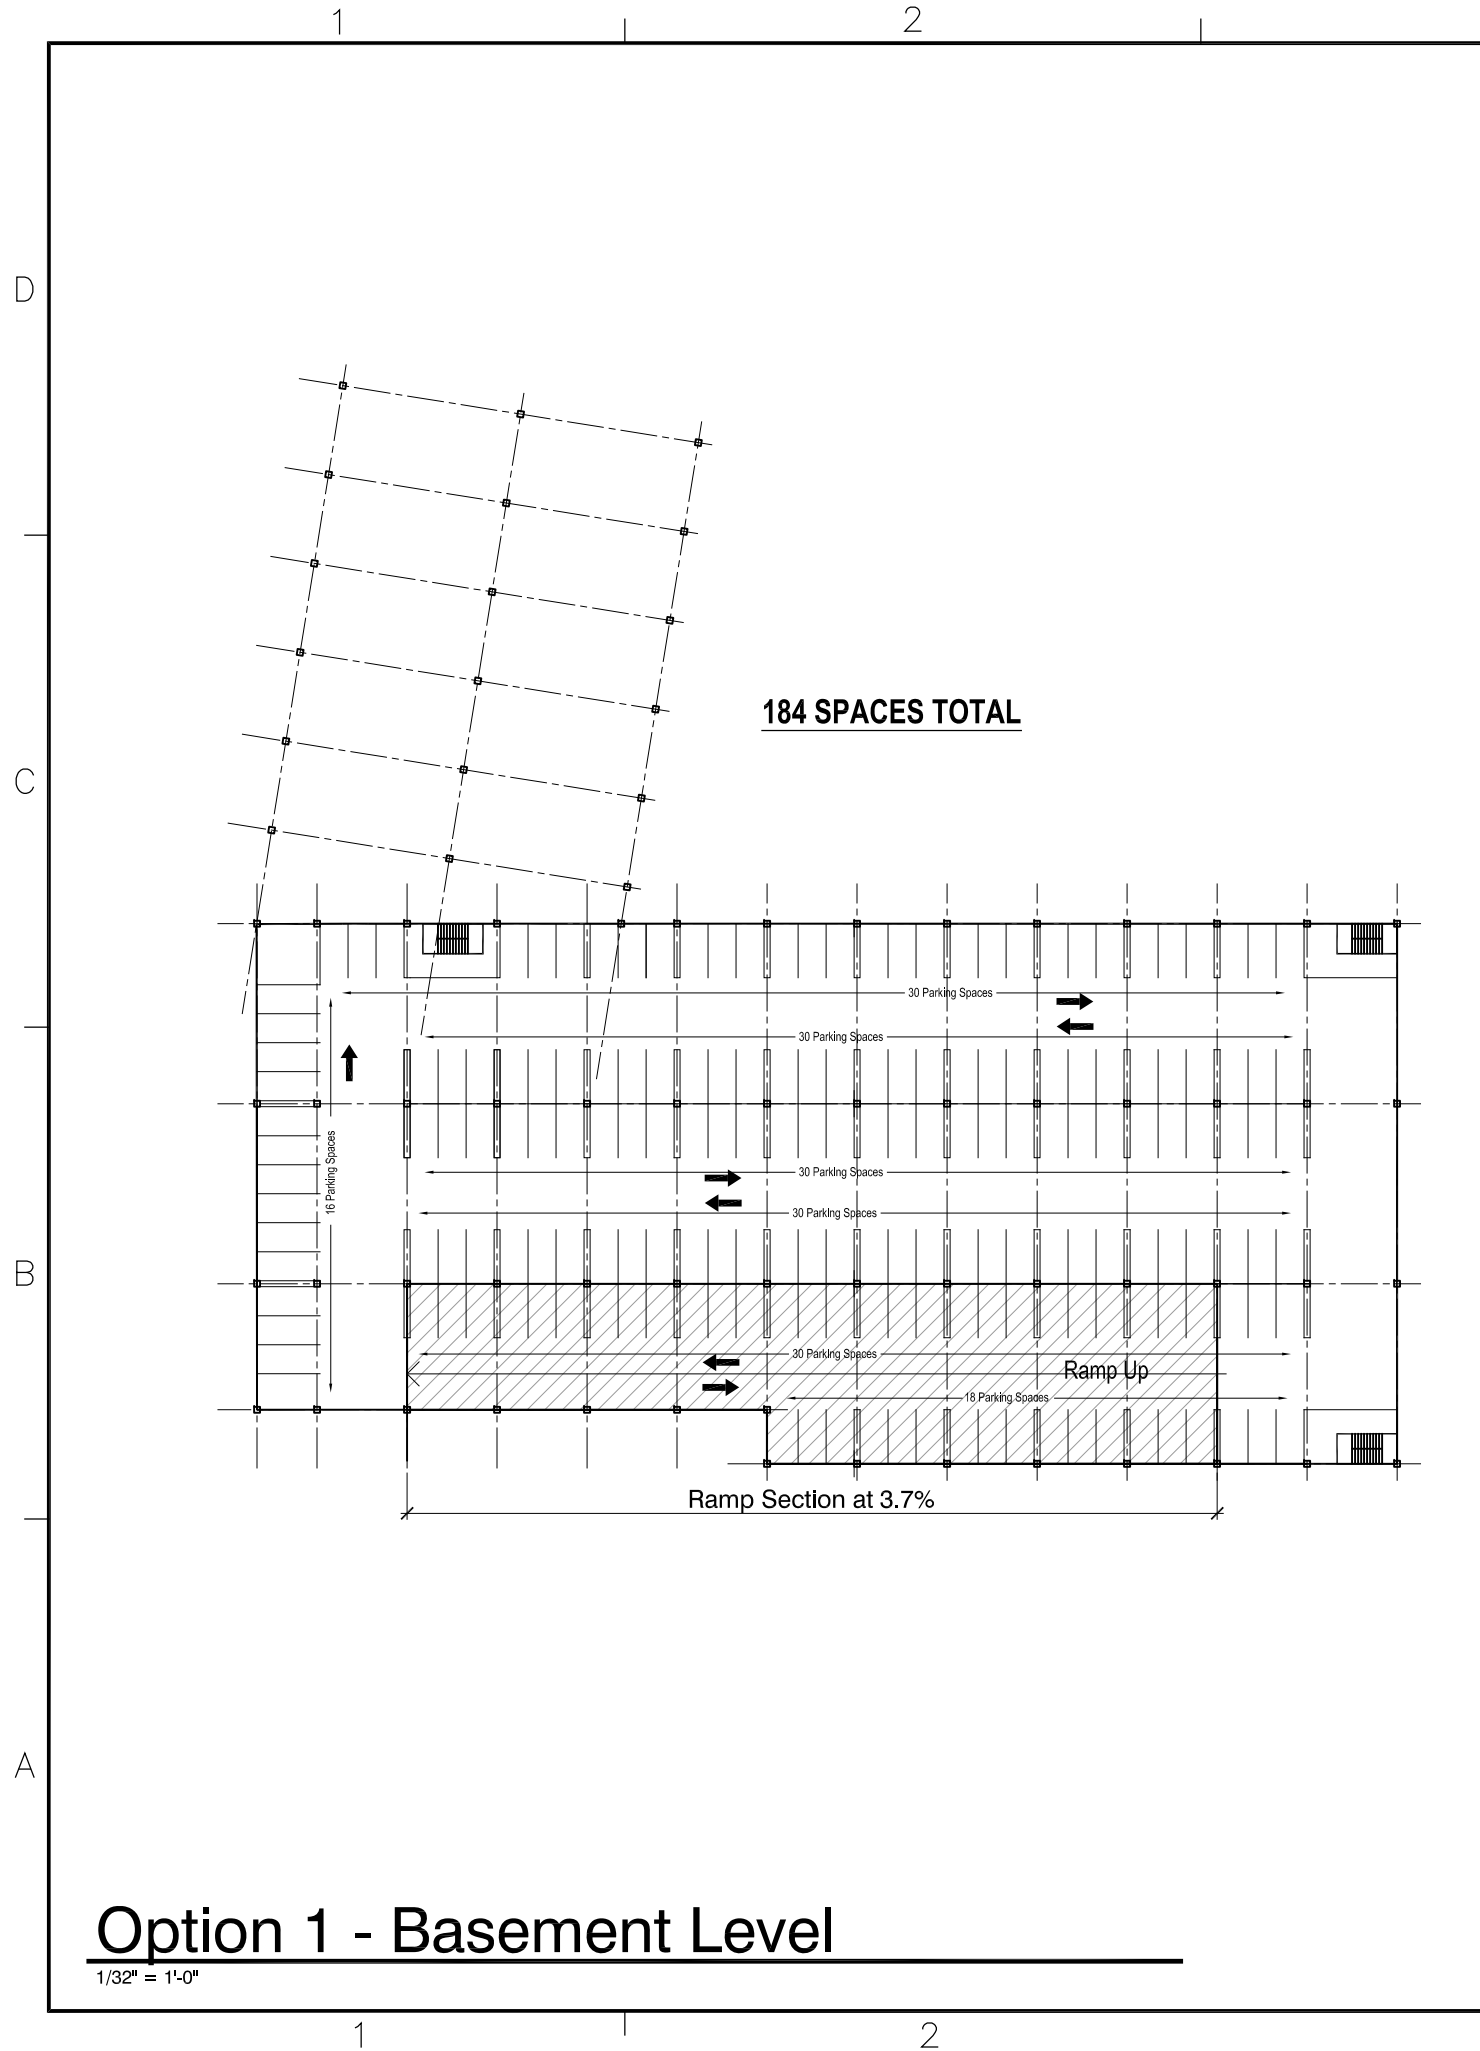 1
2
D
184 SPACES TOTAL
C
30 Parking Spaces
30 Parking Spaces
16 Parking Spaces
30 Parking Spaces
30 Parking Spaces
B
30 Parking Spaces
Ramp Up
18 Parking Spaces
Ramp Section at 3.7%
A
Option 1 - Basement Level
1/32" = 1'-0"
1
2